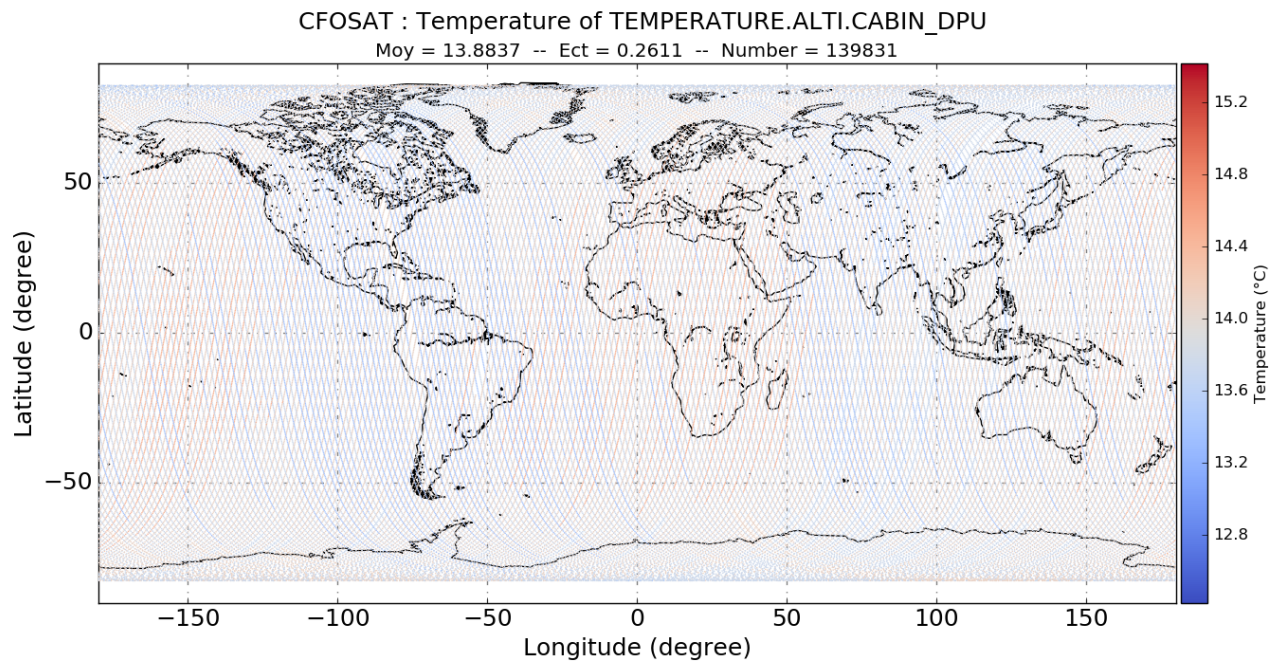 CFOSAT : Temperature of TEMPERATURE.ALTI.CABIN_DPU
Moy = 13.8837 -- Ect = 0.2611 -- Number = 139831
50
0
−50
Latitude (degree)
−150 −100 −50 0 50 100 150
Longitude (degree)
15.2
14.8
14.4
14.0
13.6
13.2
12.8
Temperature (°C)